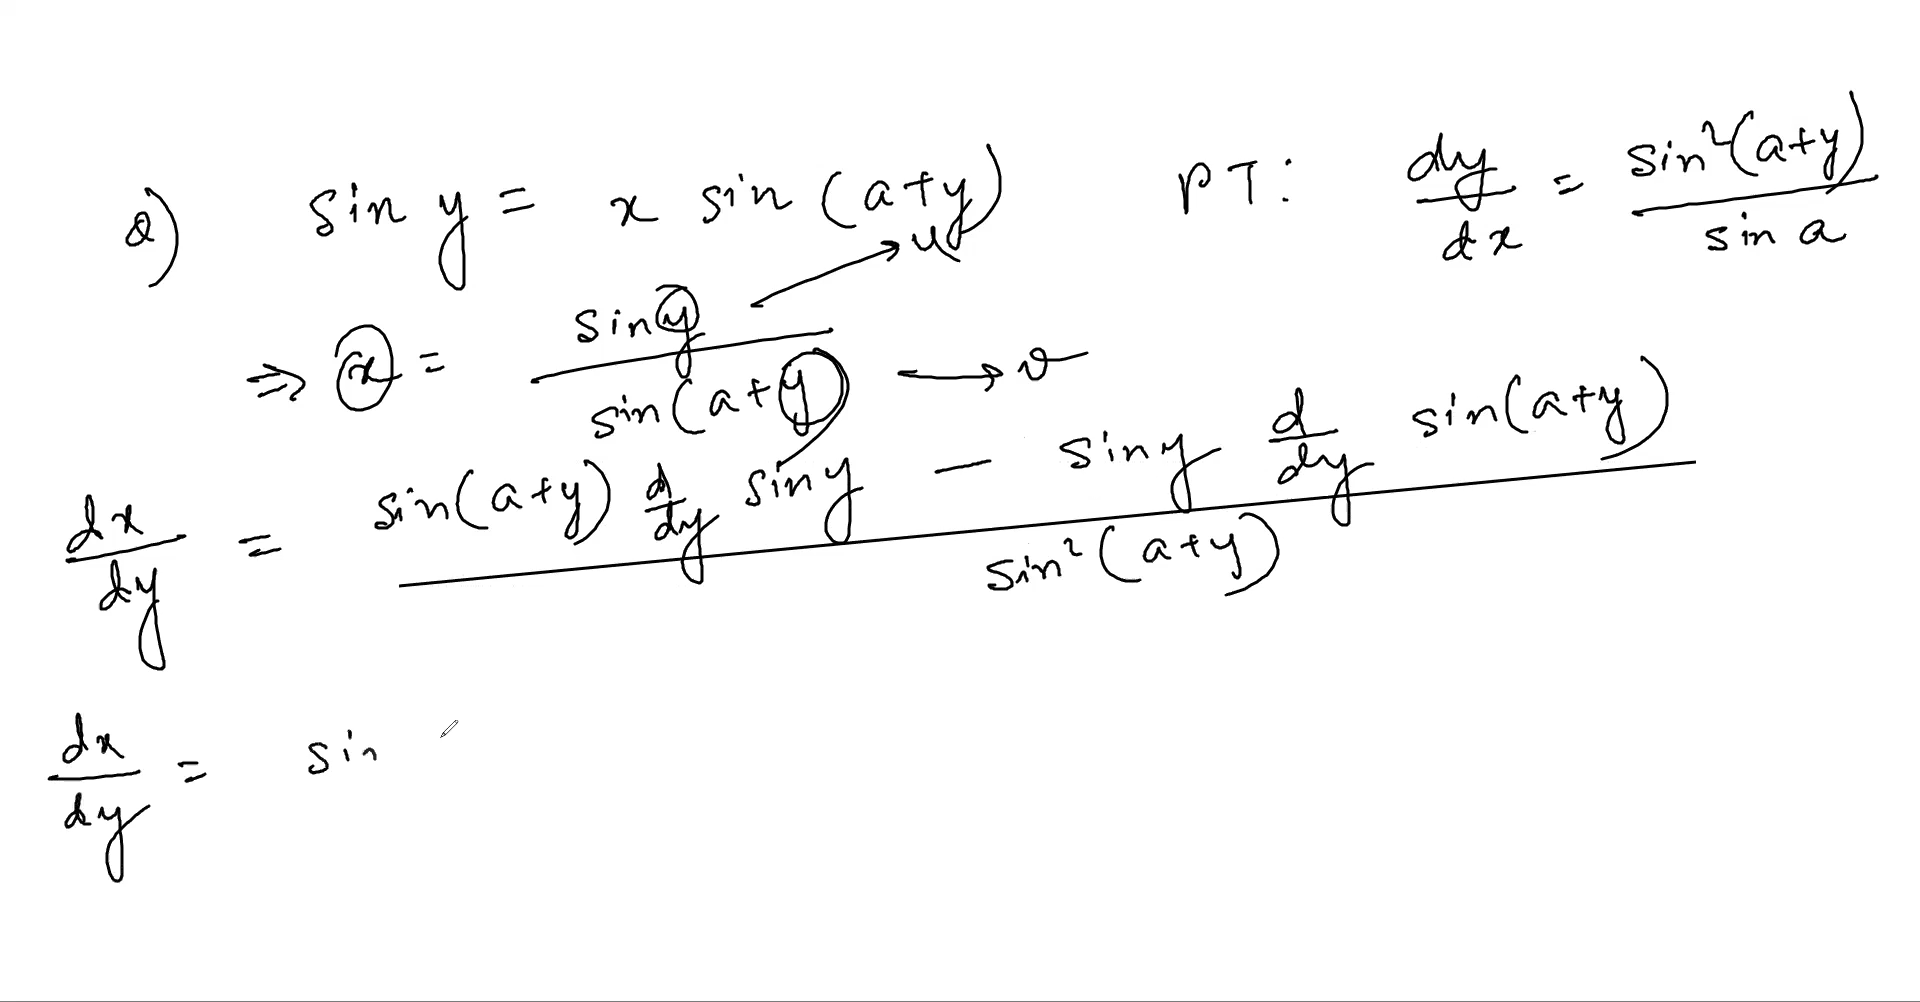 Q) sin y = x sin (a+y) PT: dy/dx = sin²(a+y)/sin a
⇒ x = sin y/sin(a+y) → u → v
dx/dy = (sin(a+y) d/dy sin y − sin y d/dy sin(a+y))/sin²(a+y)
dx/dy = sin